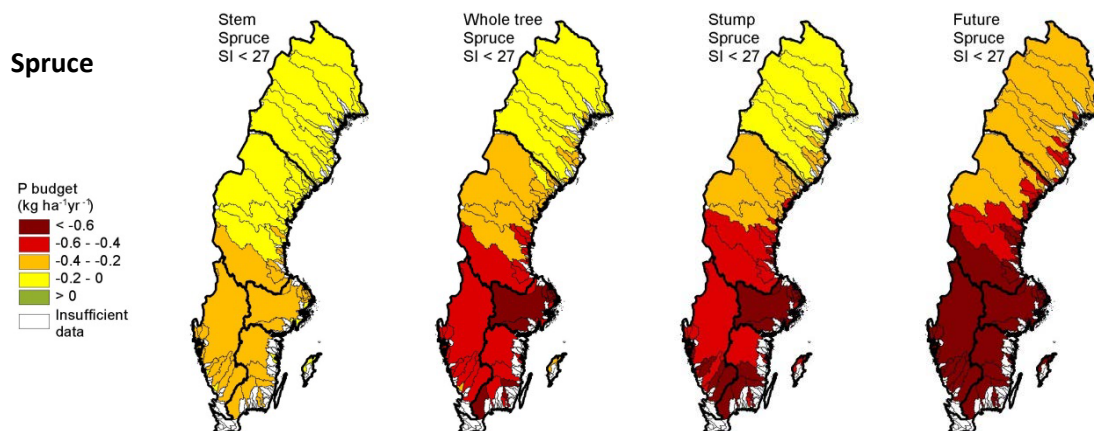 Spruce
Stem
Spruce
SI < 27
Whole tree
Spruce
SI < 27
Stump
Spruce
SI < 27
Future
Spruce
SI < 27
P budget
(kg ha⁻¹yr⁻¹)
< -0.6
-0.6 - -0.4
-0.4 - -0.2
-0.2 - 0
> 0
Insufficient
data